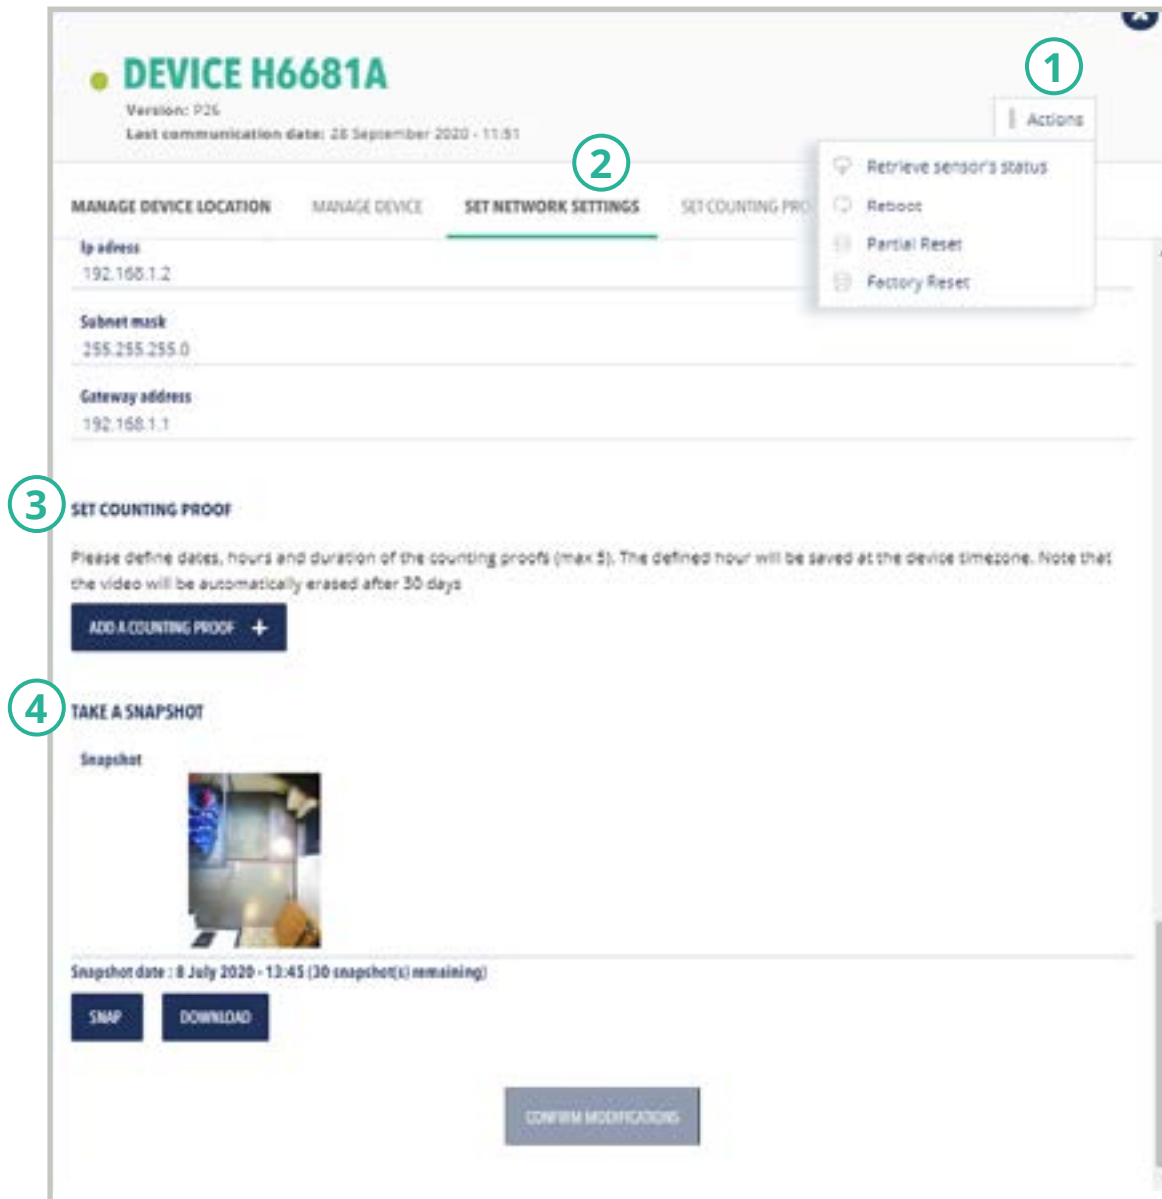 1
DEVICE H6681A
Version: P26
Last communication date: 28 September 2020 - 11:51
Actions
2
Retrieve sensor's status
Reboot
Partial Reset
Factory Reset
MANAGE DEVICE LOCATION MANAGE DEVICE SET NETWORK SETTINGS SET COUNTING PRO
Ip adress
192.168.1.2
Subnet mask
255.255.255.0
Gateway address
192.168.1.1
3
SET COUNTING PROOF
Please define dates, hours and duration of the counting proofs (max 5). The defined hour will be saved at the device timezone. Note that
the video will be automatically erased after 30 days
ADD A COUNTING PROOF +
4
TAKE A SNAPSHOT
Snapshot
Snapshot date : 8 July 2020 - 13:45 (30 snapshot(s) remaining)
SNAP DOWNLOAD
CONFIRM MODIFICATIONS